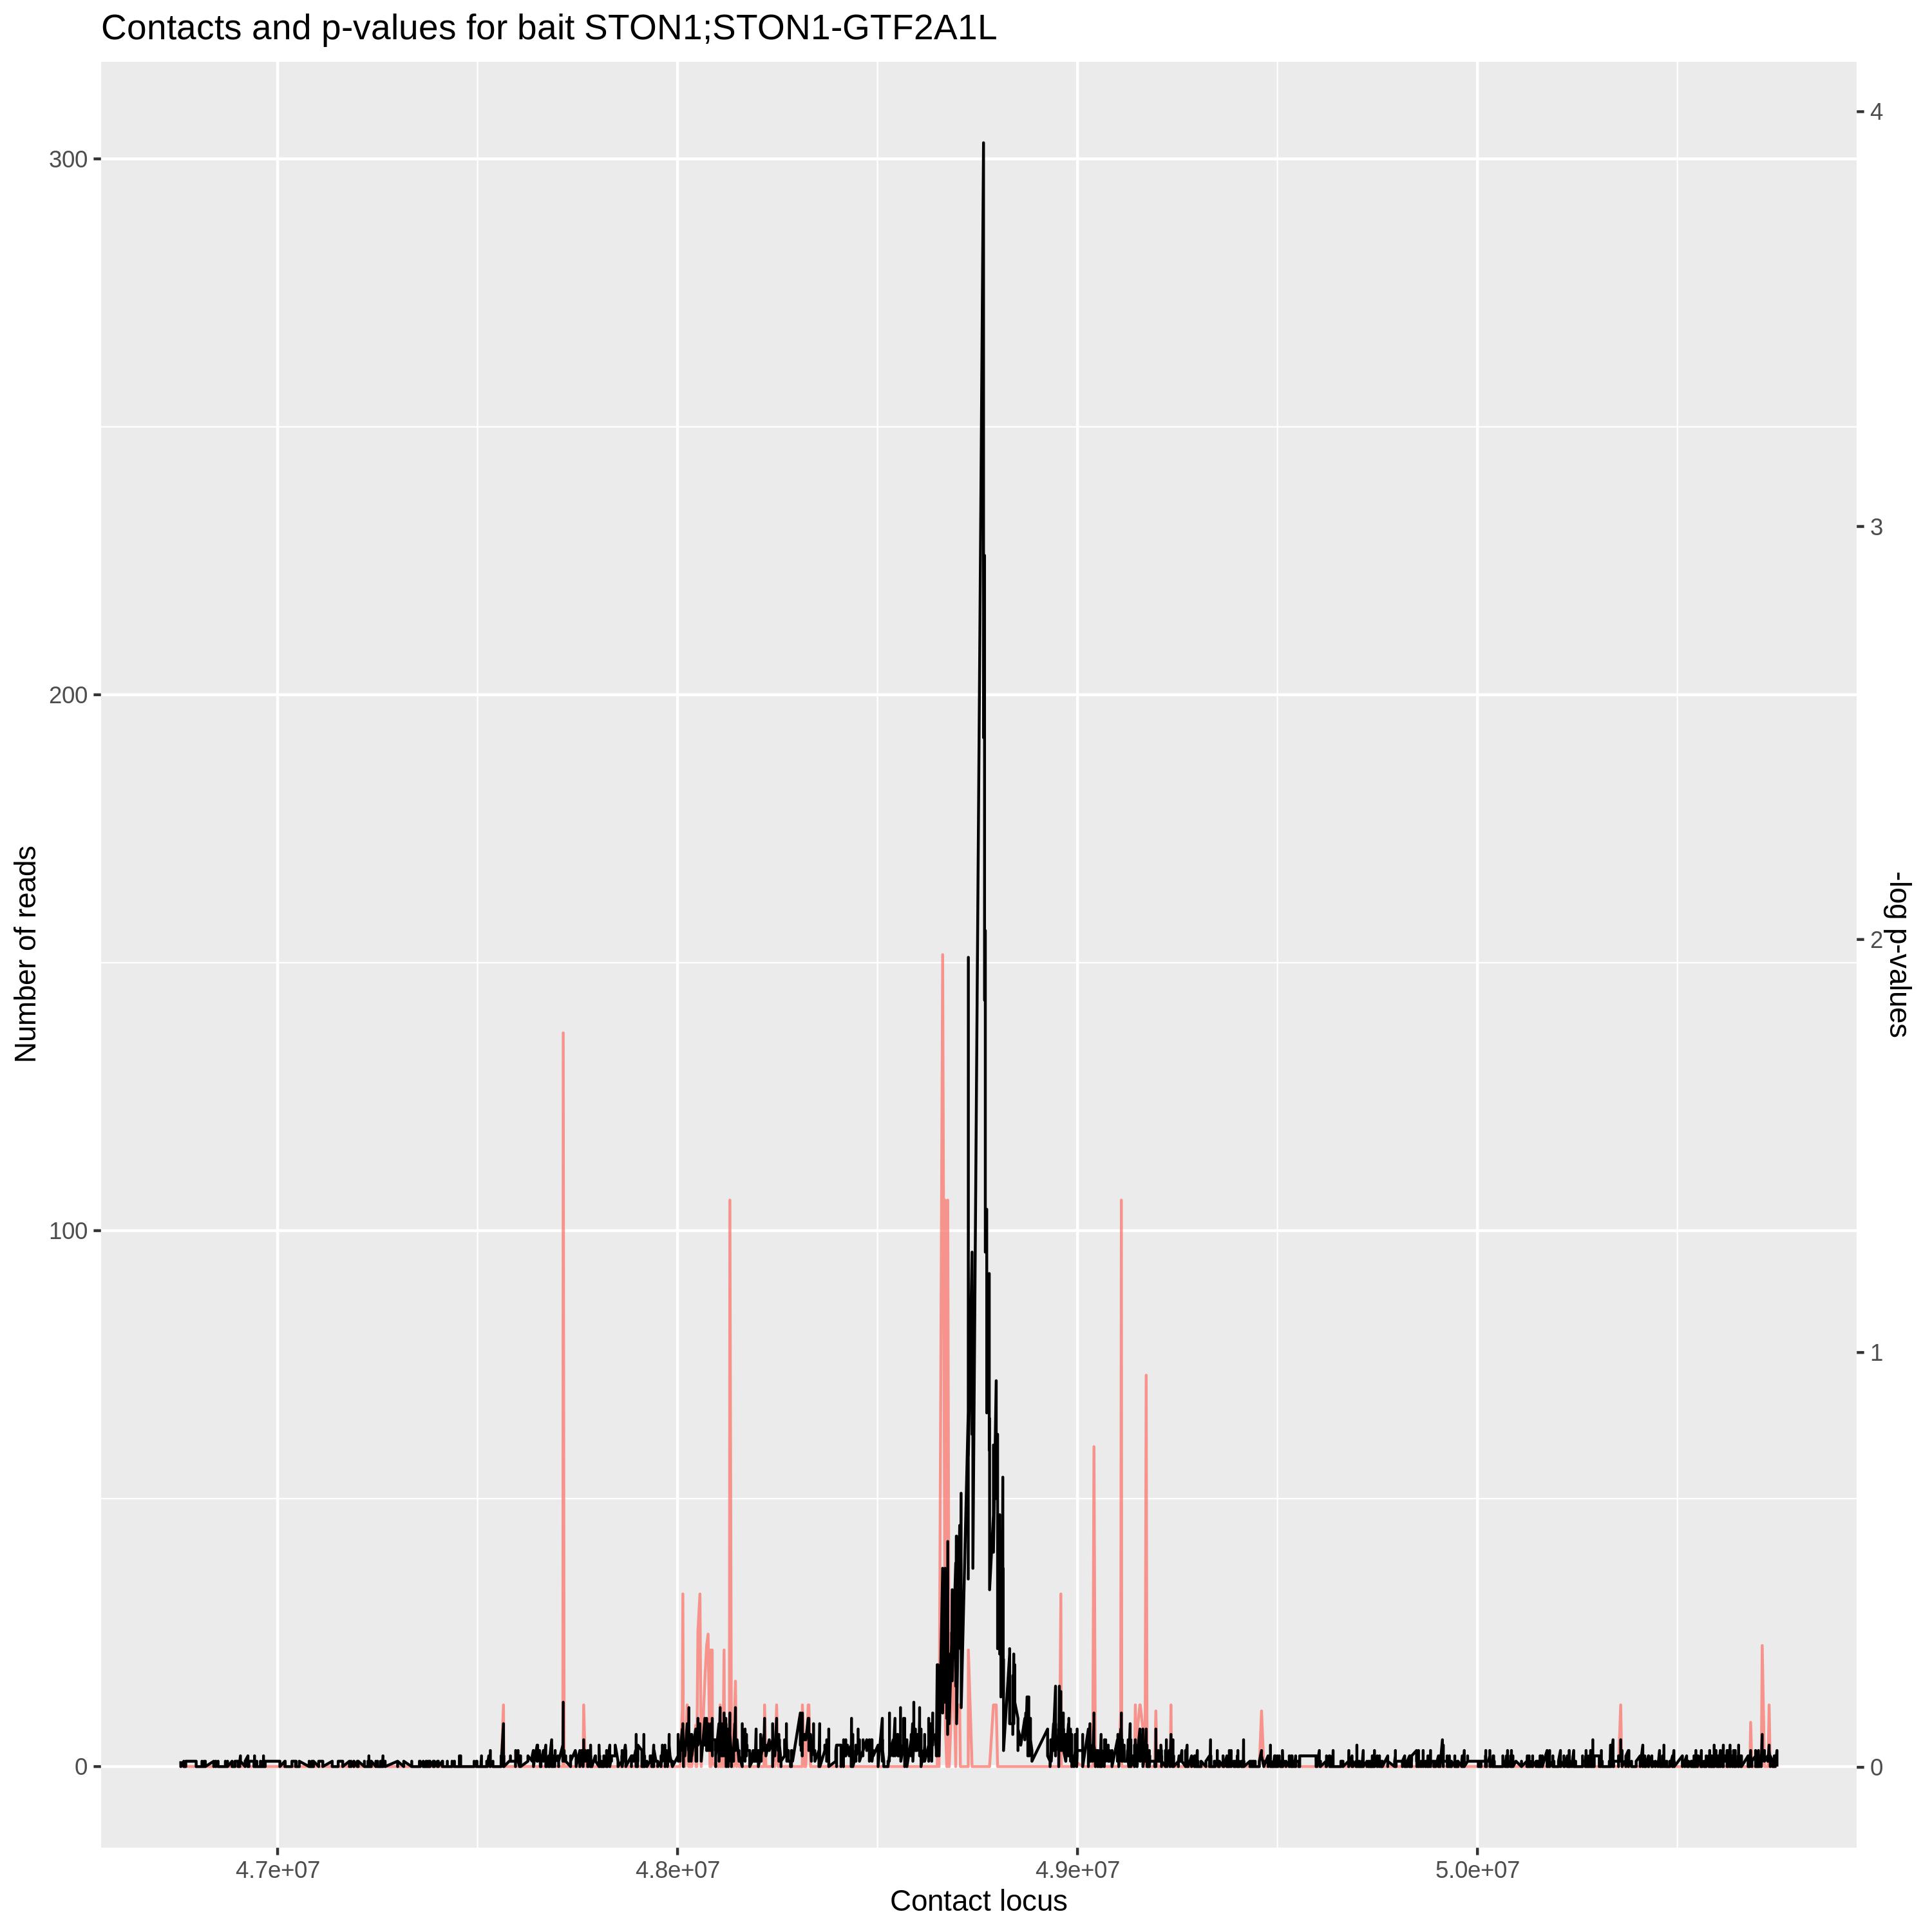 Contacts and p-values for bait STON1;STON1-GTF2A1L
300
200
100
0
Number of reads
4
3
2
1
0
-log p-values
4.7e+07
4.8e+07
4.9e+07
5.0e+07
Contact locus